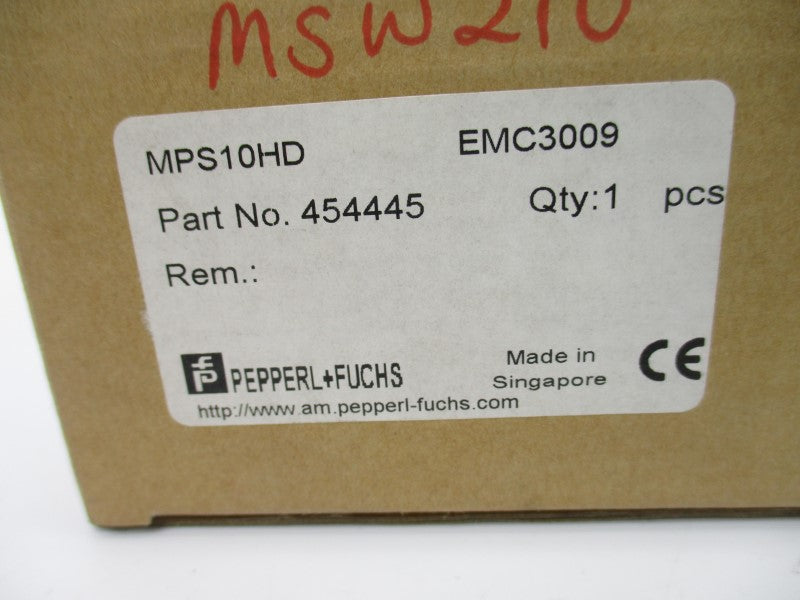 MSW210
MPS10HD EMC3009
Part No. 454445 Qty:1 pcs
Rem.:
PEPPERL+FUCHS
Made in
Singapore
CE
http://www.am.pepperl-fuchs.com